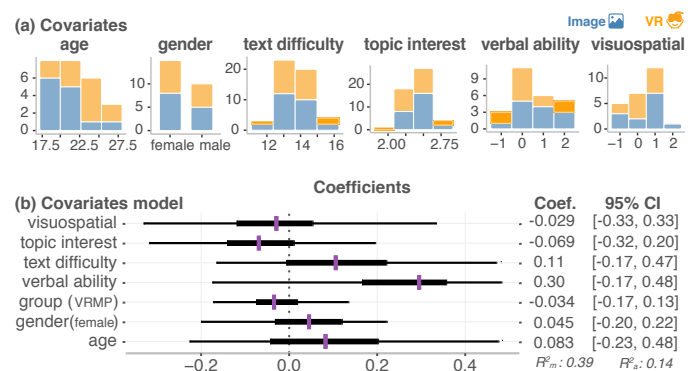 (a) Covariates
Image VR
age gender text difficulty topic interest verbal ability visuospatial
8 6 4 2 0
17.5 22.5 27.5
10 5 0
female male
20 10 0
12 14 16
20 10 0
2.00 2.75
9 6 3 0
−1 0 1 2
10 5 0
−1 0 1 2
Coefficients
(b) Covariates model Coef. 95% CI
visuospatial -0.029 [-0.33, 0.33]
topic interest -0.069 [-0.32, 0.20]
text difficulty 0.11 [-0.17, 0.47]
verbal ability 0.30 [-0.17, 0.48]
group (VRMP) -0.034 [-0.17, 0.13]
gender(female) 0.045 [-0.20, 0.22]
age 0.083 [-0.23, 0.48]
−0.2 0.0 0.2 0.4
R²m: 0.39 R²a: 0.14